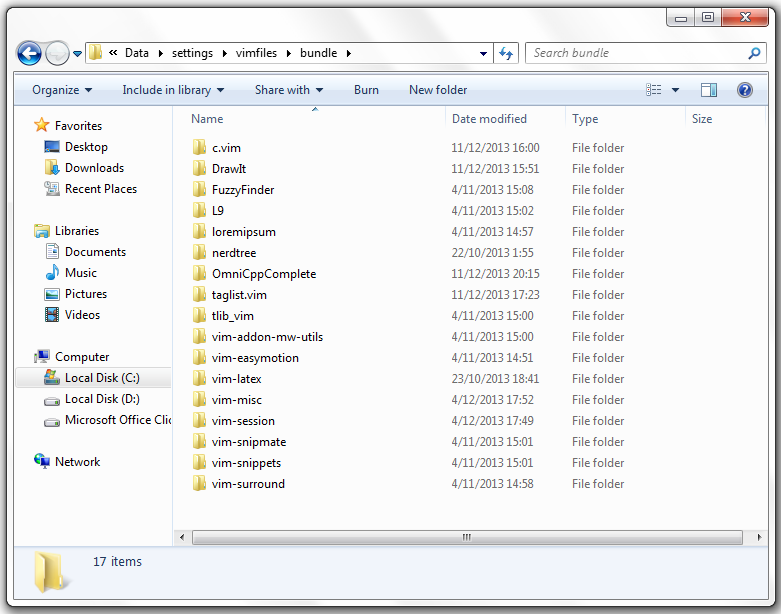 « Data ▸ settings ▸ vimfiles ▸ bundle ▸
Search bundle
Organize ▾ Include in library ▾ Share with ▾ Burn New folder
Favorites
Desktop
Downloads
Recent Places
Libraries
Documents
Music
Pictures
Videos
Computer
Local Disk (C:)
Local Disk (D:)
Microsoft Office Clic
Network
Name Date modified Type Size
c.vim 11/12/2013 16:00 File folder
DrawIt 11/12/2013 15:51 File folder
FuzzyFinder 4/11/2013 15:08 File folder
L9 4/11/2013 15:02 File folder
loremipsum 4/11/2013 14:57 File folder
nerdtree 22/10/2013 1:55 File folder
OmniCppComplete 11/12/2013 20:15 File folder
taglist.vim 11/12/2013 17:23 File folder
tlib_vim 4/11/2013 15:00 File folder
vim-addon-mw-utils 4/11/2013 15:00 File folder
vim-easymotion 4/11/2013 14:51 File folder
vim-latex 23/10/2013 18:41 File folder
vim-misc 4/12/2013 17:52 File folder
vim-session 4/12/2013 17:49 File folder
vim-snipmate 4/11/2013 15:01 File folder
vim-snippets 4/11/2013 15:01 File folder
vim-surround 4/11/2013 14:58 File folder
17 items